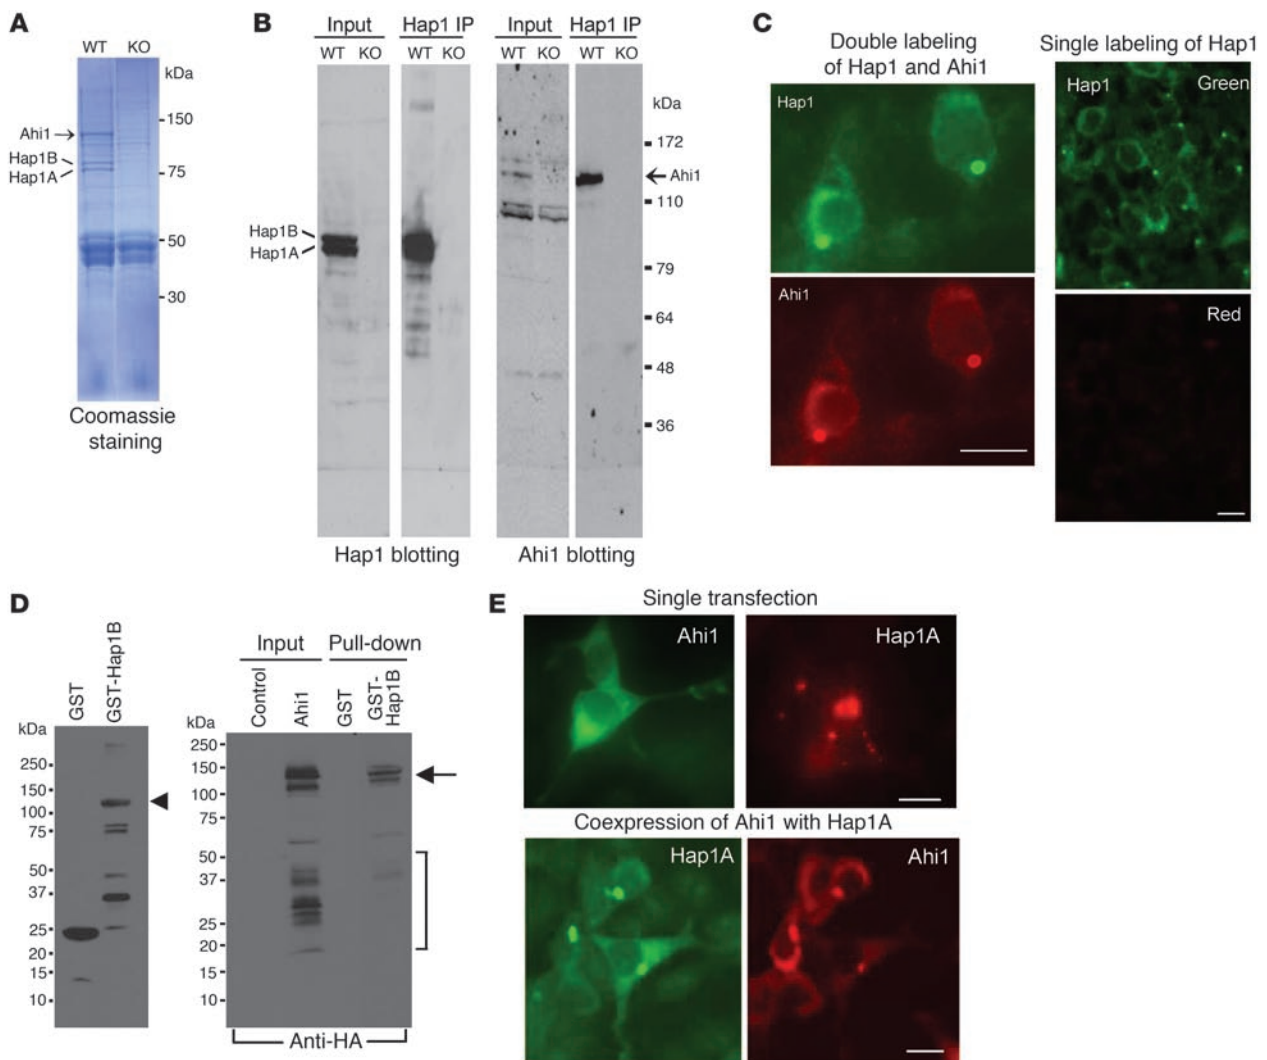 A
WT KO
kDa
Ahi1
150
Hap1B
Hap1A
75
50
30
Coomassie
staining
B
Input Hap1 IP Input Hap1 IP
WT KO WT KO WT KO WT KO
kDa
172
Ahi1
110
Hap1B
Hap1A
79
64
48
36
Hap1 blotting Ahi1 blotting
C
Double labeling
of Hap1 and Ahi1
Single labeling of Hap1
Hap1
Hap1 Green
Ahi1
Red
D
GST
GST-Hap1B
kDa
250
150
100
75
50
37
25
20
15
10
Input Pull-down
Control
Ahi1
GST
GST-
Hap1B
kDa
250
150
100
75
50
37
25
20
15
10
Anti-HA
E
Single transfection
Ahi1 Hap1A
Coexpression of Ahi1 with Hap1A
Hap1A Ahi1